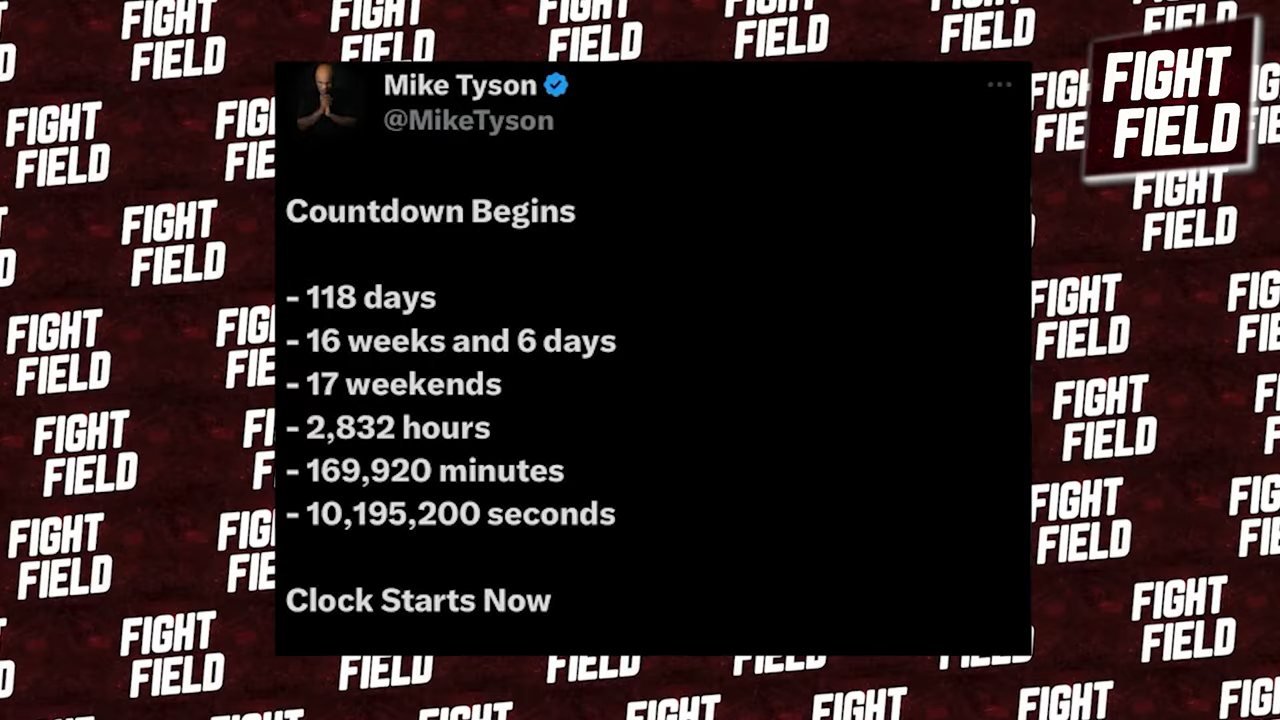 Mike Tyson
@MikeTyson
Countdown Begins
- 118 days
- 16 weeks and 6 days
- 17 weekends
- 2,832 hours
- 169,920 minutes
- 10,195,200 seconds
Clock Starts Now
FIGHT
FIELD